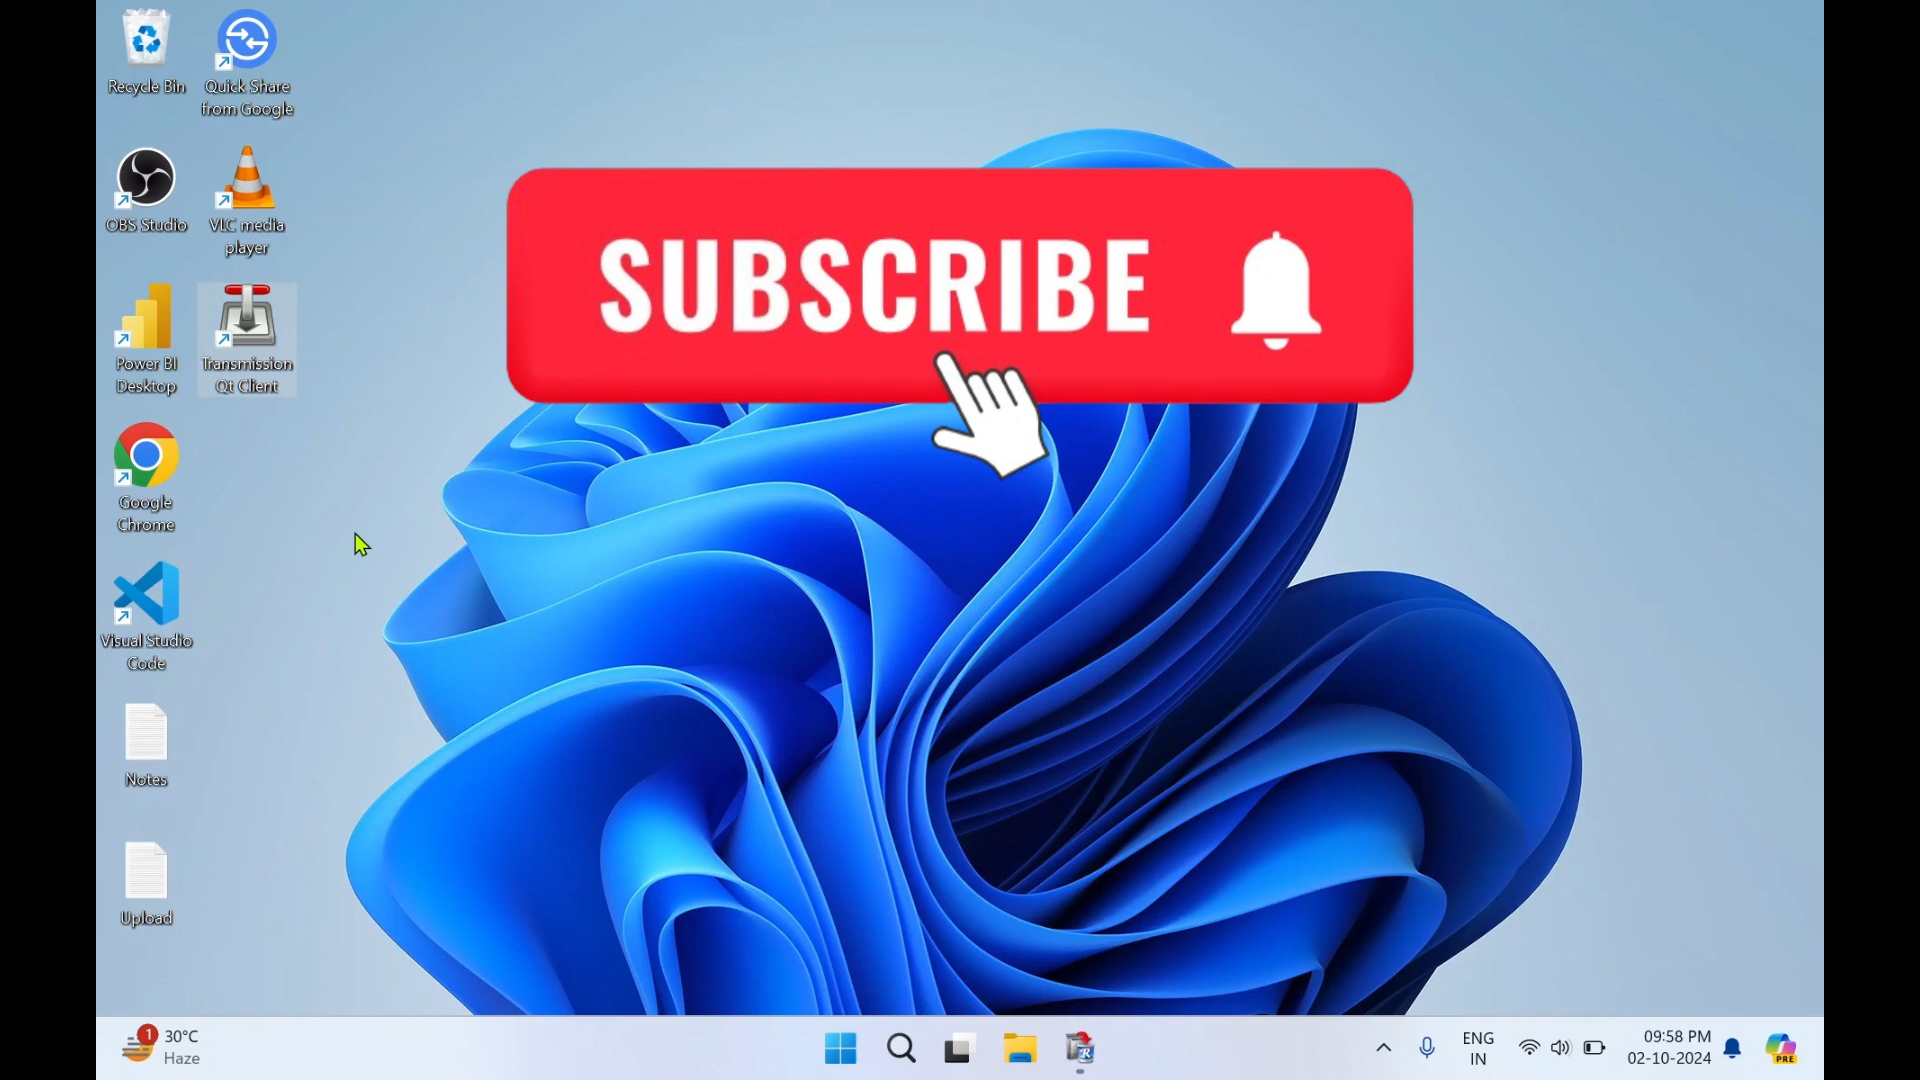 Recycle Bin
Quick Share
from Google
OBS Studio
VLC media
player
Power BI
Desktop
Transmission
Qt Client
Google
Chrome
Visual Studio
Code
Notes
Upload
SUBSCRIBE
1
30°C
Haze
R
ENG
IN
09:58 PM
02-10-2024
PRE